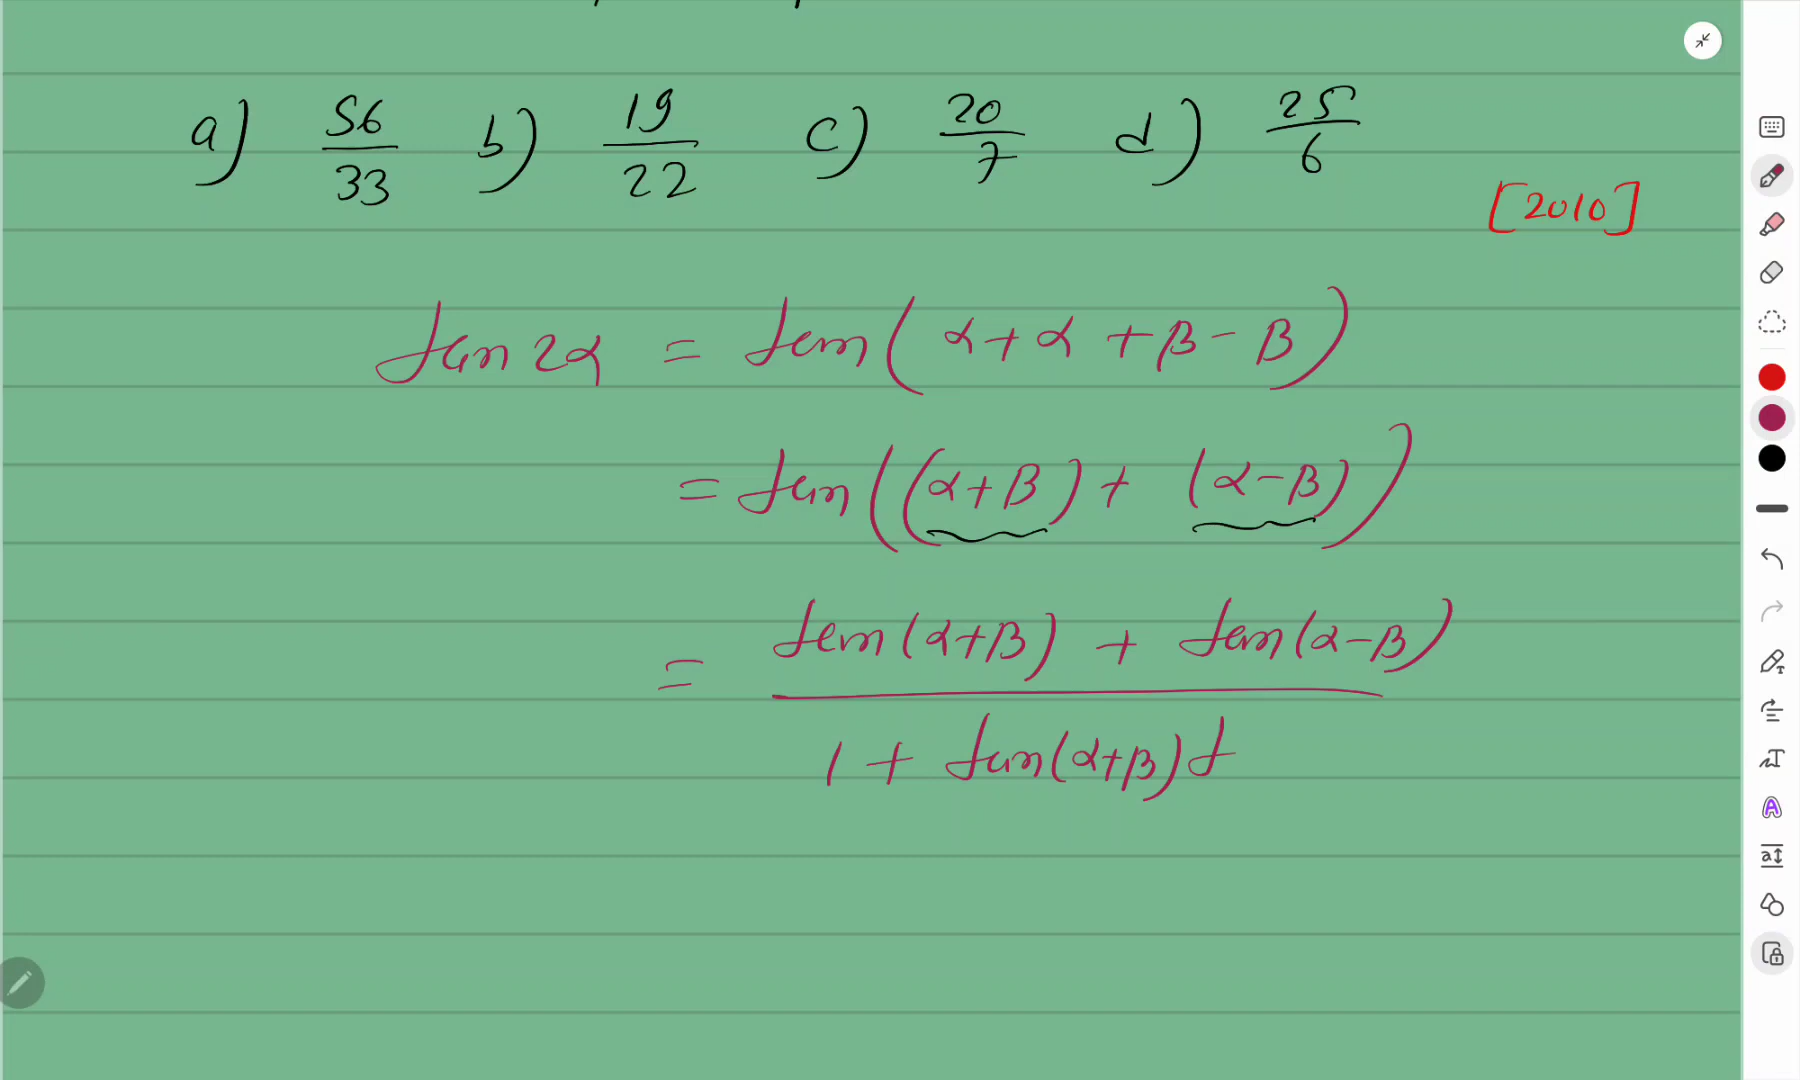 a) 56/33 b) 19/22 c) 20/7 d) 25/6
[2010]
tan 2α = tan(α+α+β-β)
= tan((α+β)+(α-β))
= tan(α+β) + tan(α-β)
1 + tan(α+β)t